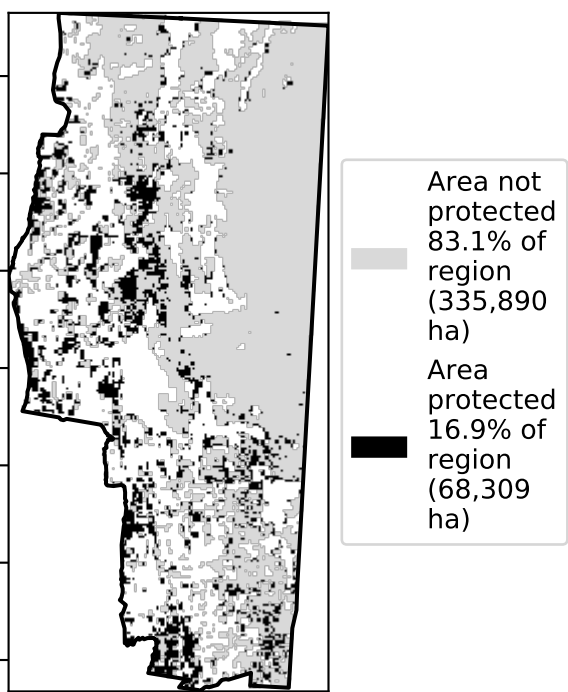 Area not
protected
83.1% of
region
(335,890
ha)
Area
protected
16.9% of
region
(68,309
ha)